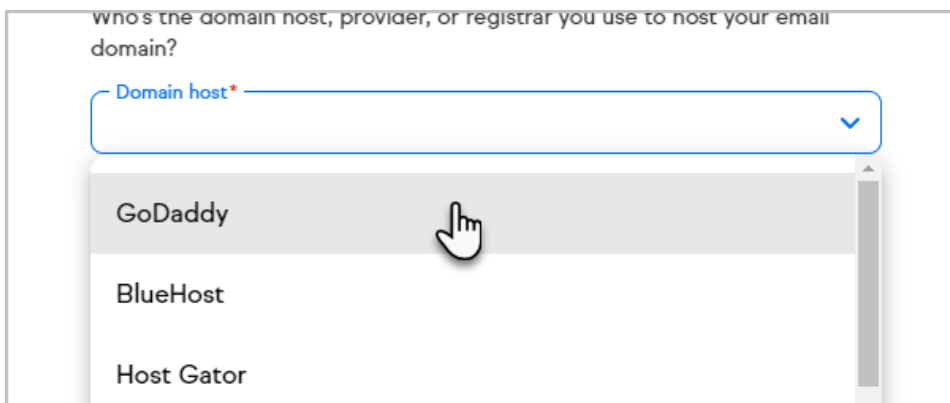 Who's the domain host, provider, or registrar you use to host your email
domain?
Domain host*
GoDaddy
BlueHost
Host Gator